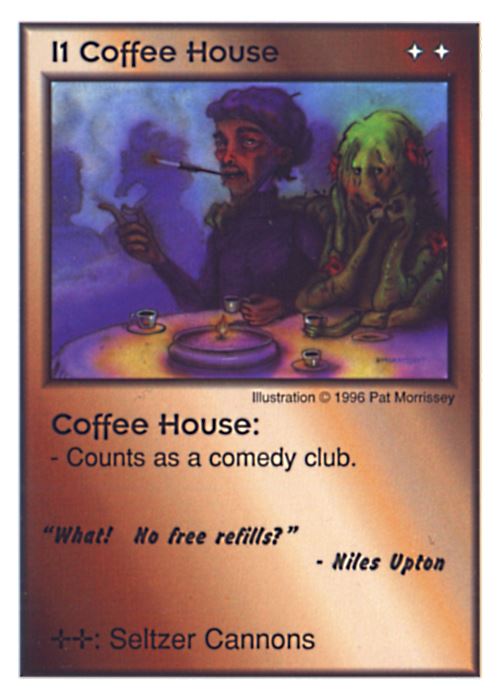 I1 Coffee House
Illustration © 1996 Pat Morrissey
Coffee House:
- Counts as a comedy club.
"What! No free refills?"
- Niles Upton
: Seltzer Cannons